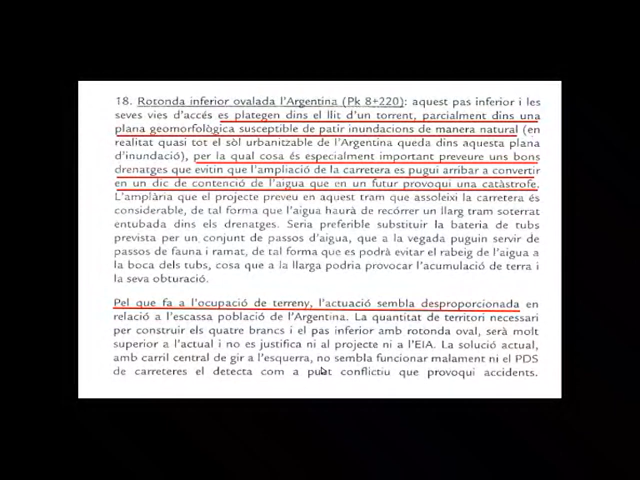 18. Rotonda inferior ovalada l'Argentina (Pk 8+220): aquest pas inferior i les
seves vies d'accés es plategen dins el llit d'un torrent, parcialment dins una
plana geomorfològica susceptible de patir inundacions de manera natural (en
realitat quasi tot el sòl urbanitzable de l'Argentina queda dins aquesta plana
d'inundació), per la qual cosa és especialment important preveure uns bons
drenatges que evitin que l'ampliació de la carretera es pugui arribar a convertir
en un dic de contenció de l'aigua que en un futur provoqui una catàstrofe.
L'amplària que el projecte preveu en aquest tram que assoleixi la carretera és
considerable, de tal forma que l'aigua haurà de recórrer un llarg tram soterrat
entubada dins els drenatges. Seria preferible substituir la bateria de tubs
prevista per un conjunt de passos d'aigua, que a la vegada puguin servir de
passos de fauna i ramat, de tal forma que es podrà evitar el rabeig de l'aigua a
la boca dels tubs, cosa que a la llarga podria provocar l'acumulació de terra i
la seva obturació.
Pel que fa a l'ocupació de terreny, l'actuació sembla desproporcionada en
relació a l'escassa població de l'Argentina. La quantitat de territori necessari
per construir els quatre brancs i el pas inferior amb rotonda oval, serà molt
superior a l'actual i no es justifica ni al projecte ni a l'EIA. La solució actual,
amb carril central de gir a l'esquerra, no sembla funcionar malament ni el PDS
de carreteres el detecta com a punt conflictiu que provoqui accidents.